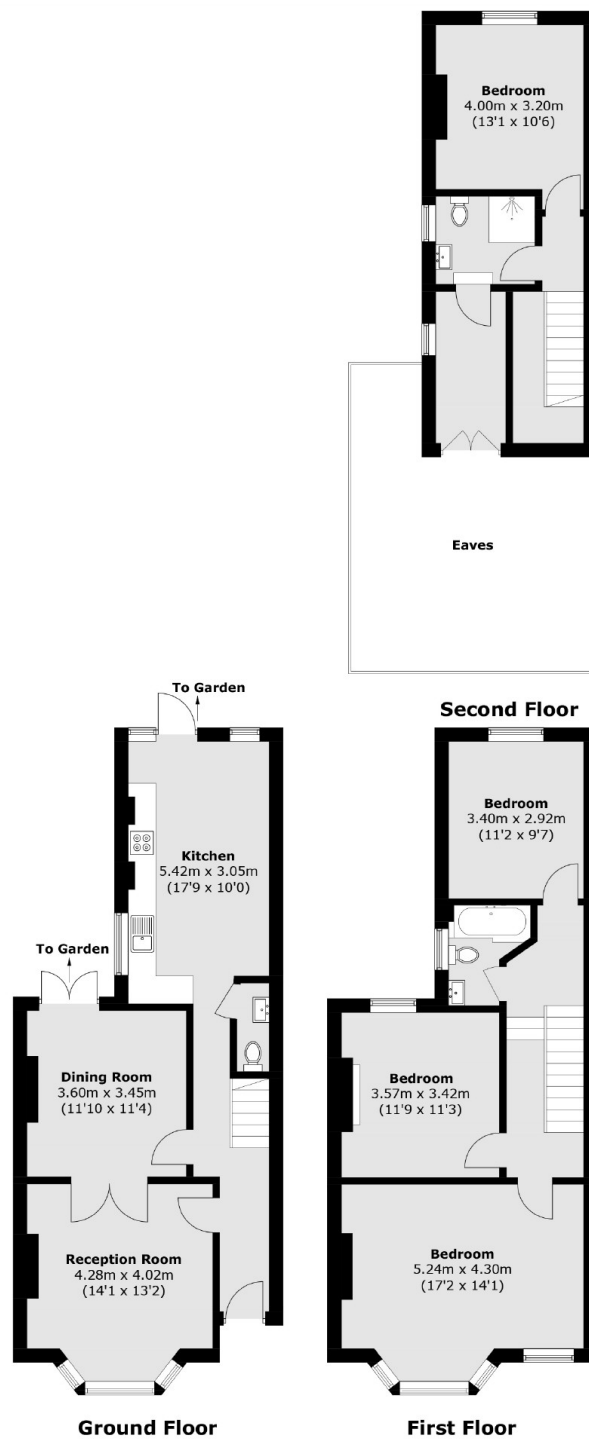 Bedroom
4.00m x 3.20m
(13'1 x 10'6)
Eaves
Second Floor
To Garden
Kitchen
5.42m x 3.05m
(17'9 x 10'0)
To Garden
Dining Room
3.60m x 3.45m
(11'10 x 11'4)
Reception Room
4.28m x 4.02m
(14'1 x 13'2)
Ground Floor
Bedroom
3.40m x 2.92m
(11'2 x 9'7)
Bedroom
3.57m x 3.42m
(11'9 x 11'3)
Bedroom
5.24m x 4.30m
(17'2 x 14'1)
First Floor